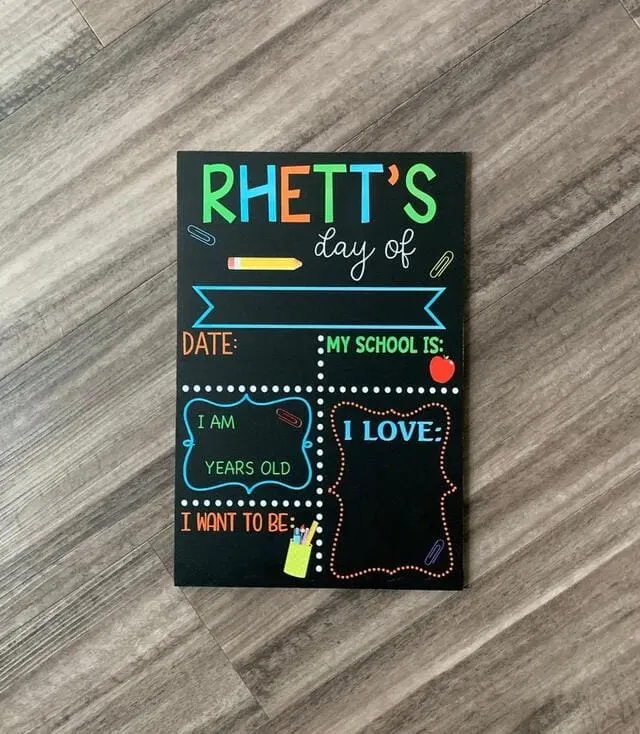 RHETT'S
day of
DATE:
MY SCHOOL IS:
I AM
YEARS OLD
I LOVE:
I WANT TO BE: